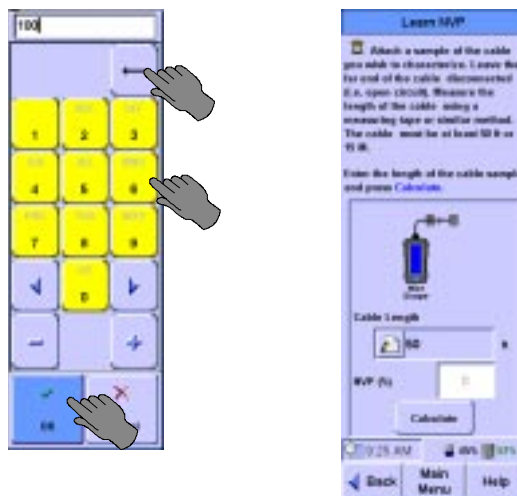 100
1
2
3
4
5
6
7
8
9
0
OK
Learn NVP
Attach a sample of the cable
you wish to characterize. Leave the
far end of the cable disconnected
(i.e. open circuit). Measure the
length of the cable using a
measuring tape or similar method.
The cable must be at least 50 ft or
15 m.
Enter the length of the cable sample
and press Calculate.
Cable Length
50
NVP (%)
Calculate
9:25 AM
Back
Main
Menu
Help